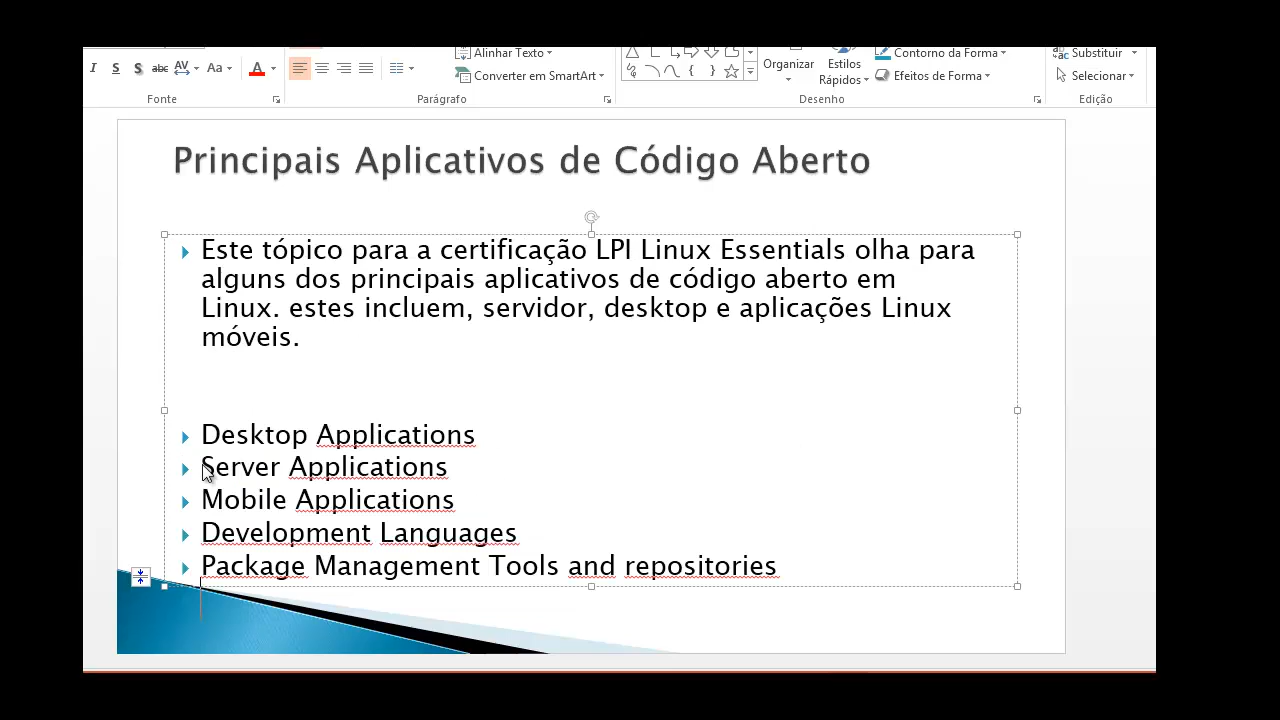 Alinhar Texto
Contorno da Forma
Substituir
I S S abc AV Aa A
Converter em SmartArt
Organizar
Estilos
Rápidos
Efeitos de Forma
Selecionar
Fonte
Parágrafo
Desenho
Edição
Principais Aplicativos de Código Aberto
Este tópico para a certificação LPI Linux Essentials olha para
alguns dos principais aplicativos de código aberto em
Linux. estes incluem, servidor, desktop e aplicações Linux
móveis.
Desktop Applications
Server Applications
Mobile Applications
Development Languages
Package Management Tools and repositories